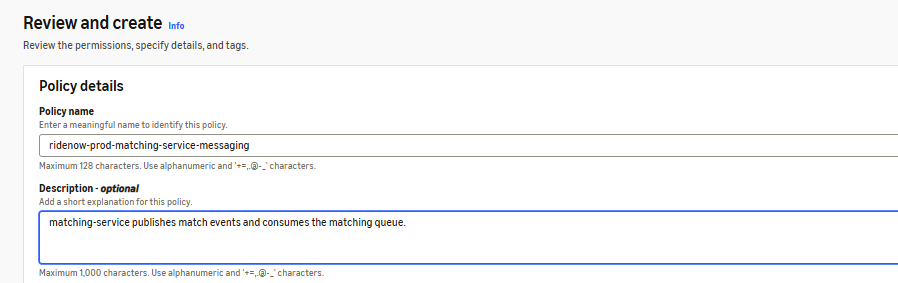 Review and create Info
Review the permissions, specify details, and tags.
Policy details
Policy name
Enter a meaningful name to identify this policy.
ridenow-prod-matching-service-messaging
Maximum 128 characters. Use alphanumeric and '+=,.@-_' characters.
Description - optional
Add a short explanation for this policy.
matching-service publishes match events and consumes the matching queue.
Maximum 1,000 characters. Use alphanumeric and '+=,.@-_' characters.